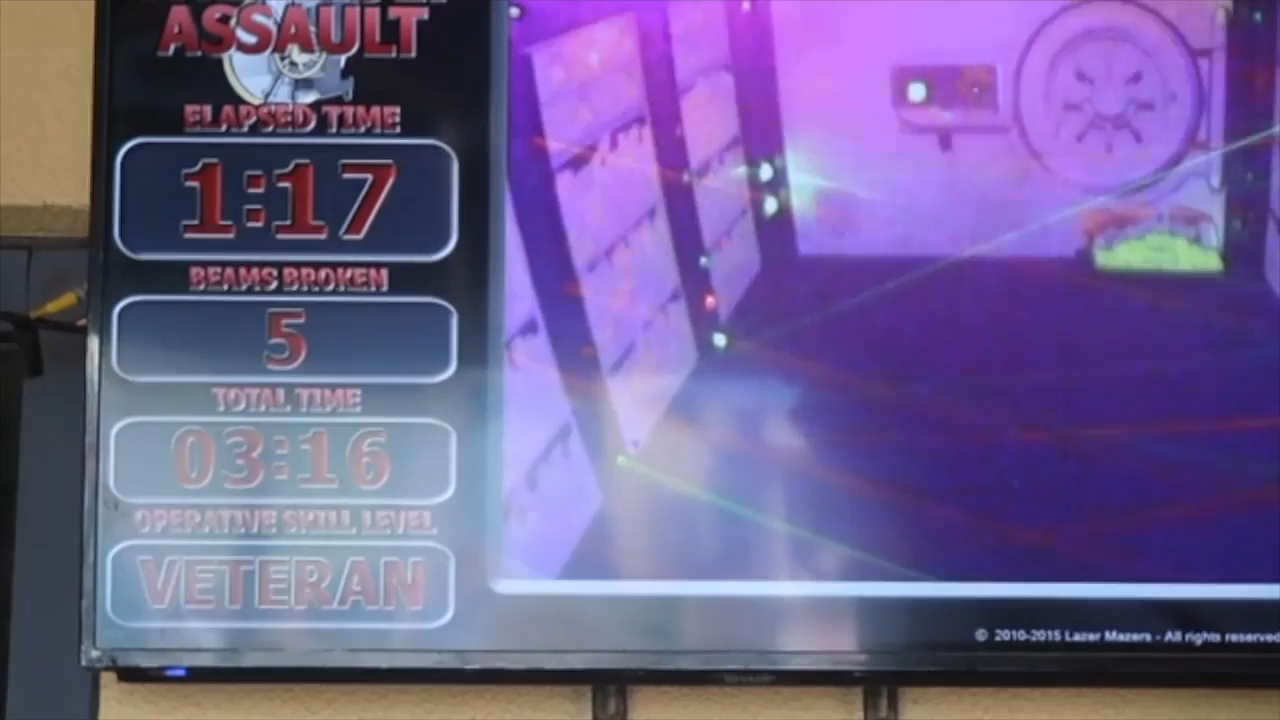 ASSAULT
ELAPSED TIME
1:17
BEAMS BROKEN
5
TOTAL TIME
03:16
OPERATIVE SKILL LEVEL
VETERAN
© 2010-2015 Lazer Mazers - All rights reserved
SHARP